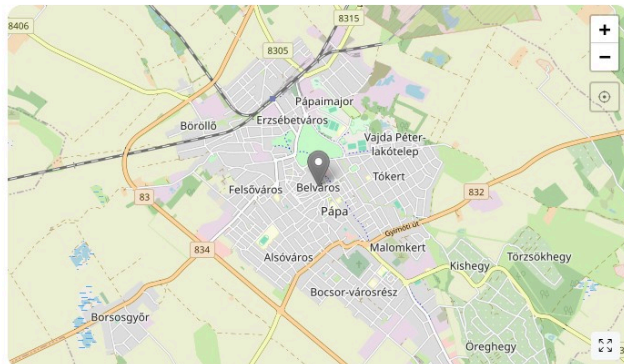 8406
8315
8305
+
−
Pápaimajor
Erzsébetváros
Böröllő
Vajda Péter-
lakótelep
Tókert
Felsőváros
Belváros
83
832
Pápa
Gyimóti út
834
Malomkert
Alsóváros
Törzsökhegy
Kishegy
Bocsor-városrész
Borsosgyőr
Öreghegy
83